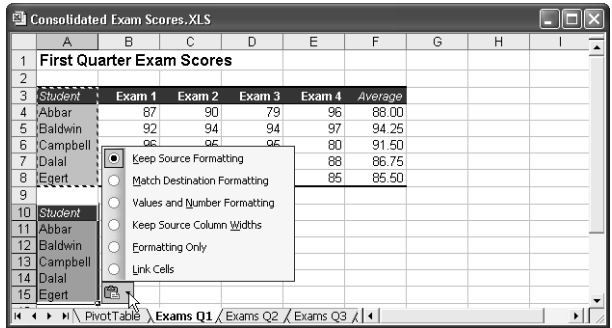 Consolidated Exam Scores.XLS
A B C D E F G H I
1 First Quarter Exam Scores
2
3 Student Exam 1 Exam 2 Exam 3 Exam 4 Average
4 Abbar 87 90 79 96 88.00
5 Baldwin 92 94 94 97 94.25
6 Campbell 96 95 95 80 91.50
7 Dalal 88 86.75
8 Egert 85 85.50
Keep Source Formatting
Match Destination Formatting
Values and Number Formatting
Keep Source Column Widths
Formatting Only
Link Cells
9
10 Student
11 Abbar
12 Baldwin
13 Campbell
14 Dalal
15 Egert
PivotTable Exams Q1 Exams Q2 Exams Q3